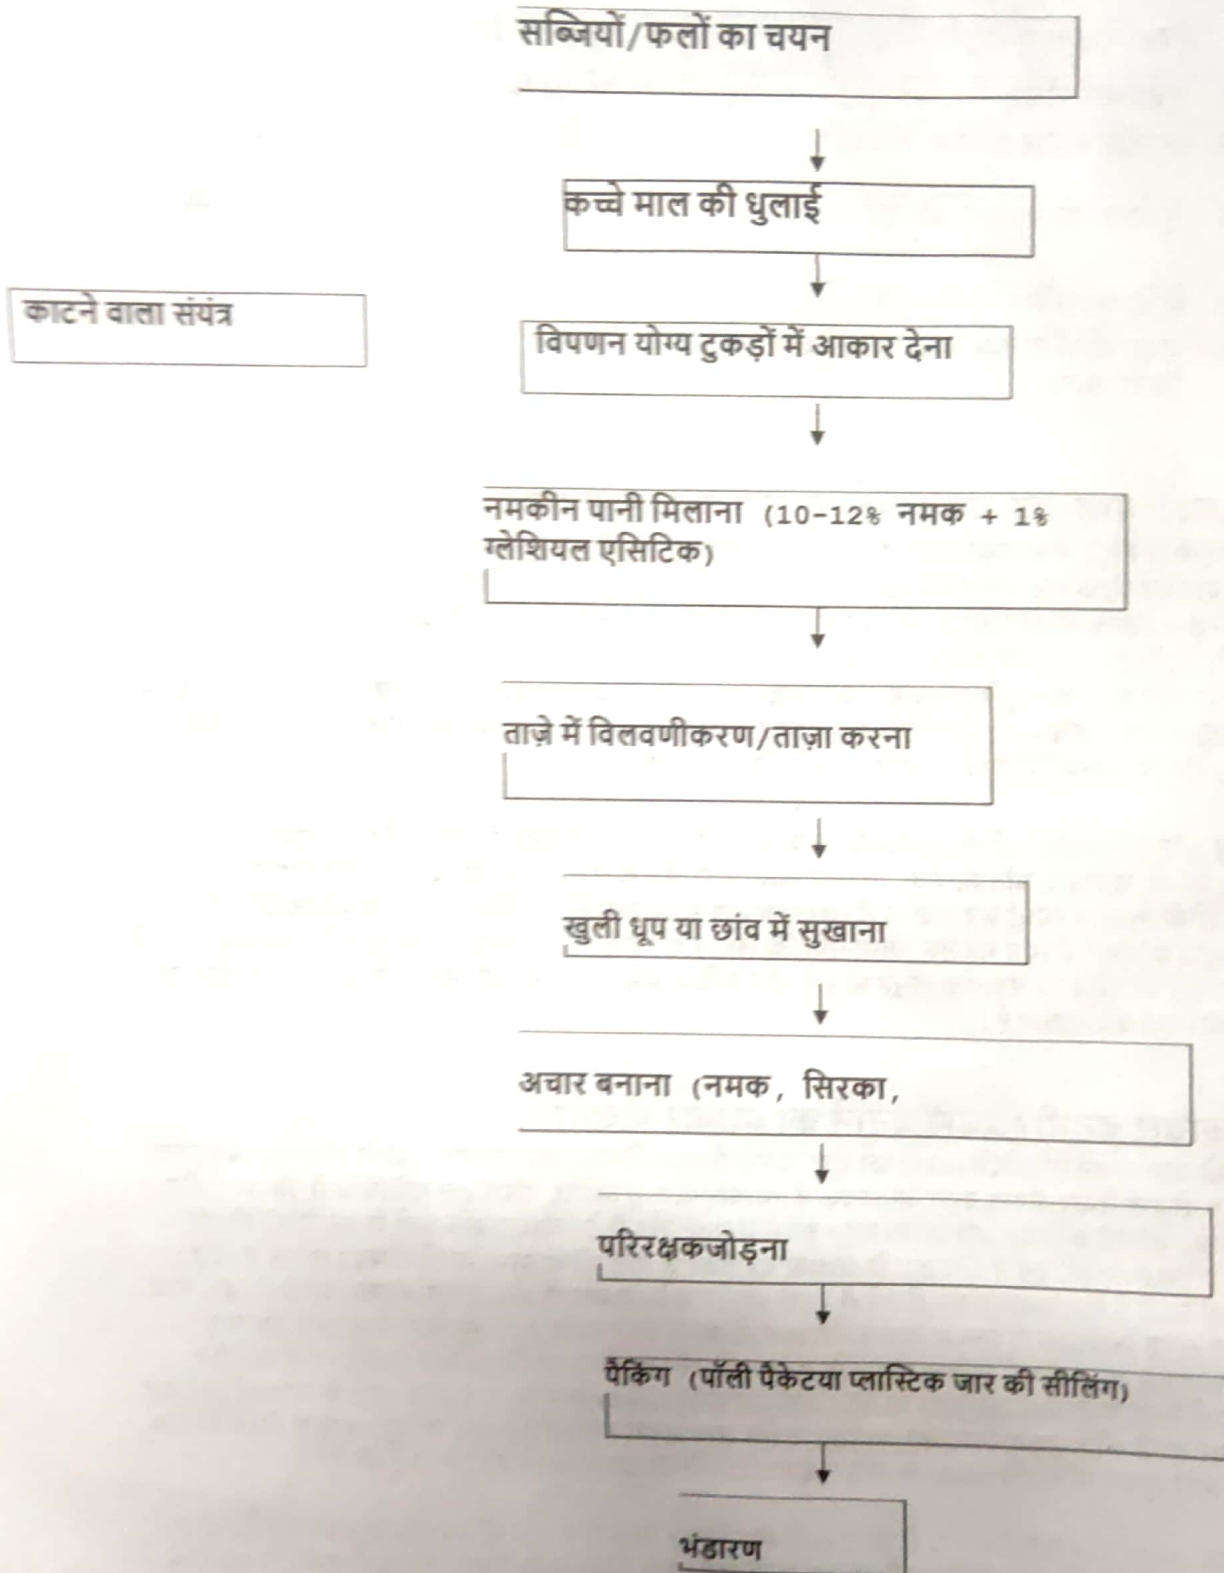 सब्जियों/फलों का चयन
कच्चे माल की धुलाई
काटने वाला संयंत्र
विपणन योग्य टुकड़ों में आकार देना
नमकीन पानी मिलाना (10-12% नमक + 1%
ग्लेशियल एसिटिक)
ताज़े में विलवणीकरण/ताज़ा करना
खुली धूप या छांव में सुखाना
अचार बनाना (नमक, सिरका,
परिरक्षकजोड़ना
पैकिंग (पॉली पैकेटया प्लास्टिक जार की सीलिंग)
भंडारण